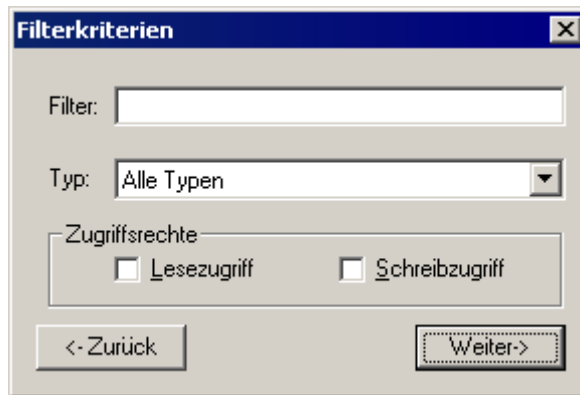 Filterkriterien
Filter:
Typ: Alle Typen
Zugriffsrechte
Lesezugriff Schreibzugriff
<- Zurück Weiter->